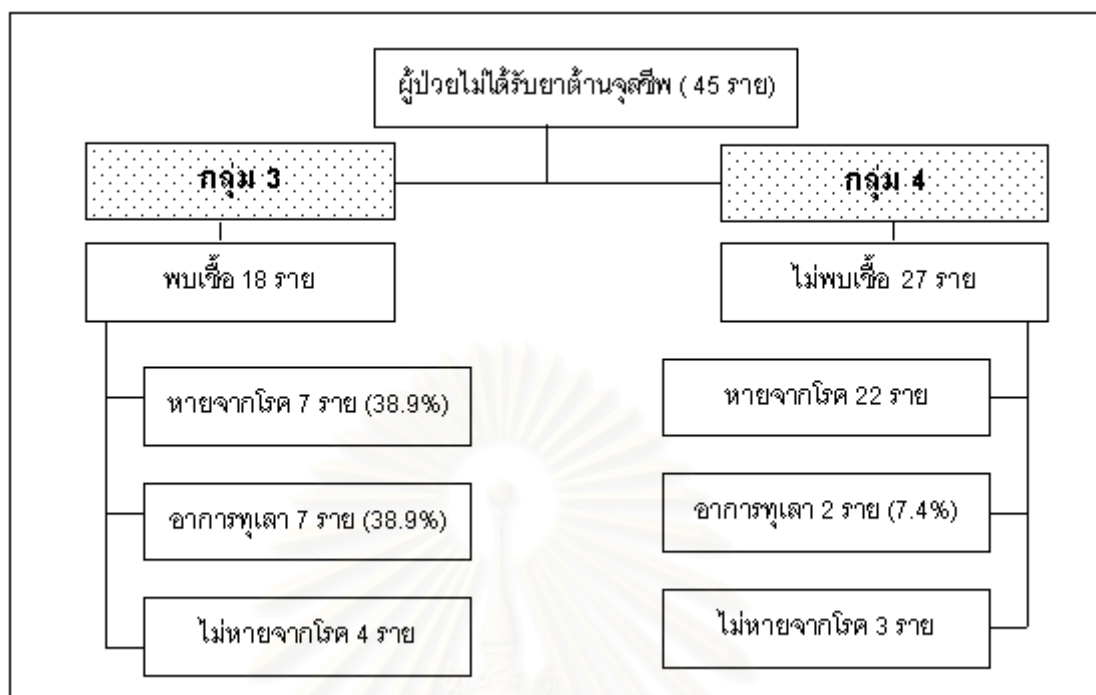 ผู้ป่วยไม่ได้รับยาต้านจุลชีพ ( 45 ราย)
กลุ่ม 3
กลุ่ม 4
พบเชื้อ 18 ราย
ไม่พบเชื้อ 27 ราย
หายจากโรค 7 ราย (38.9%)
หายจากโรค 22 ราย
อาการทุเลา 7 ราย (38.9%)
อาการทุเลา 2 ราย (7.4%)
ไม่หายจากโรค 4 ราย
ไม่หายจากโรค 3 ราย